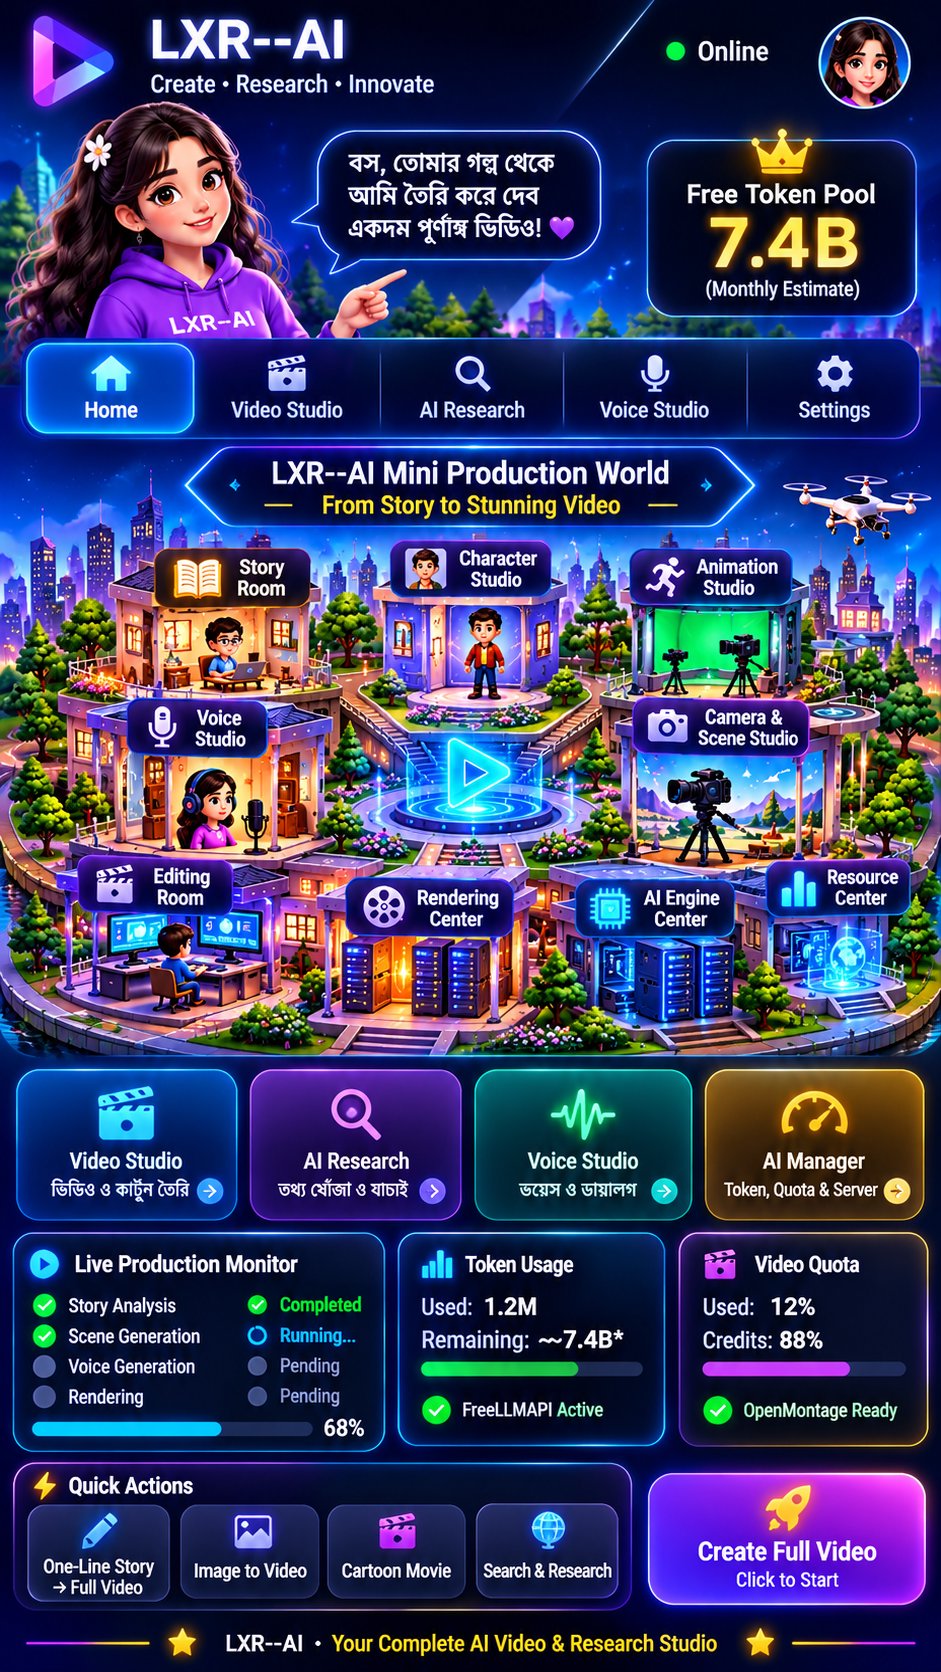 LXR--AI
Create • Research • Innovate
Online
বস, তোমার গল্প থেকে
আমি তৈরি করে দেব
একদম পুর্ণাঙ্গ ভিডিও! 💜
LXR--AI
Free Token Pool
7.4B
(Monthly Estimate)
Home
Video Studio
AI Research
Voice Studio
Settings
LXR--AI Mini Production World
From Story to Stunning Video
Story
Room
Character
Studio
Animation
Studio
Voice
Studio
Camera &
Scene Studio
Editing
Room
Rendering
Center
AI Engine
Center
Resource
Center
Video Studio
ভিডিও ও কার্টুন তৈরি
AI Research
তথ্য খোঁজা ও যাচাই
Voice Studio
ভয়েস ও ডায়ালগ
AI Manager
Token, Quota & Server
Live Production Monitor
Story Analysis Completed
Scene Generation Running...
Voice Generation Pending
Rendering Pending
68%
Token Usage
Used: 1.2M
Remaining: ~~7.4B*
FreeLLMAPI Active
Video Quota
Used: 12%
Credits: 88%
OpenMontage Ready
Quick Actions
One-Line Story
→ Full Video
Image to Video
Cartoon Movie
Search & Research
Create Full Video
Click to Start
LXR--AI • Your Complete AI Video & Research Studio